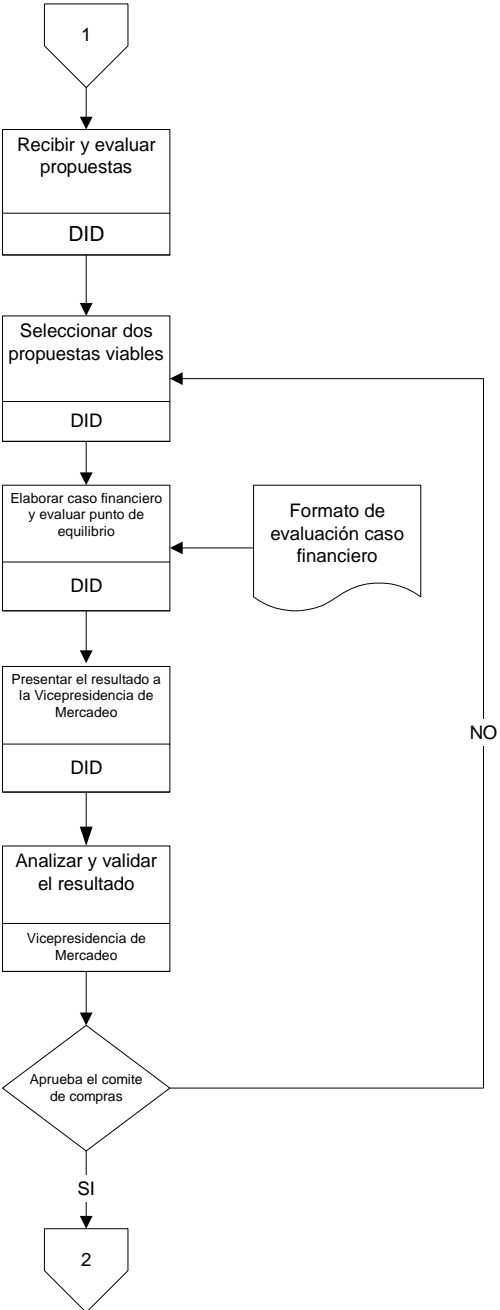 1
Recibir y evaluar
propuestas
DID
Seleccionar dos
propuestas viables
DID
Elaborar caso financiero
y evaluar punto de
equilibrio
DID
Formato de
evaluación caso
financiero
Presentar el resultado a
la Vicepresidencia de
Mercadeo
DID
NO
Analizar y validar
el resultado
Vicepresidencia de
Mercadeo
Aprueba el comite
de compras
SI
2